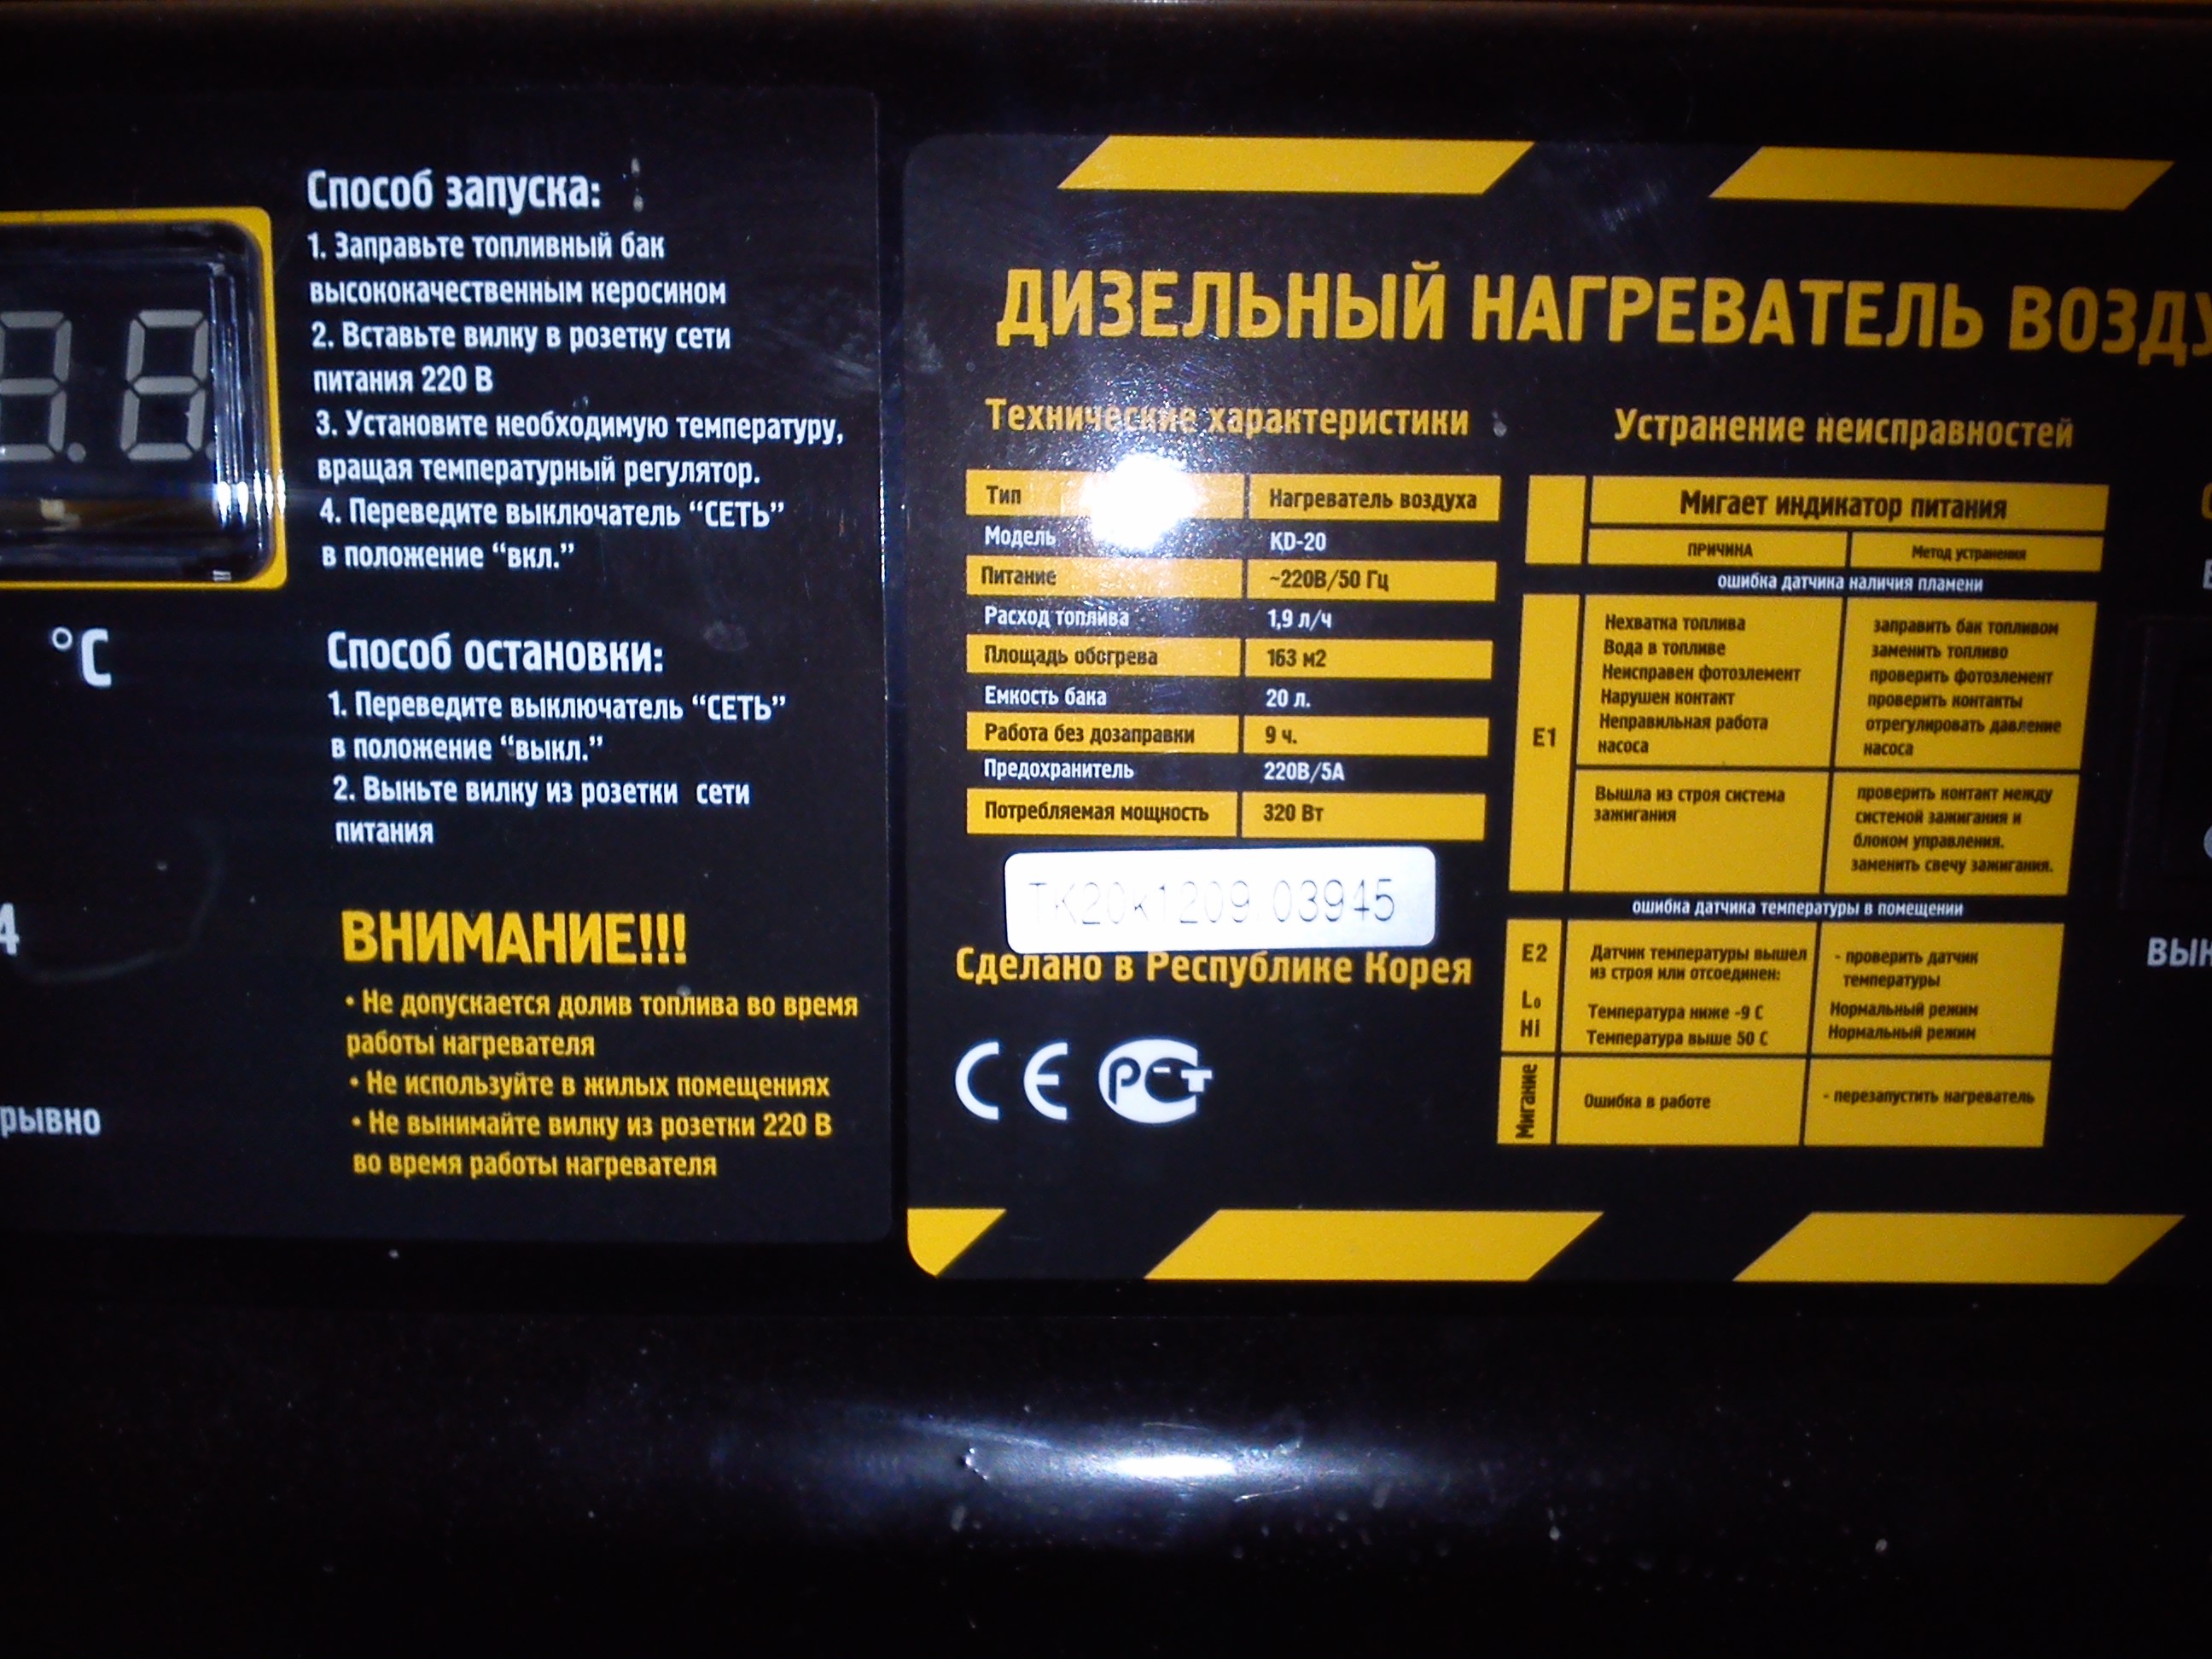 Способ запуска:
1. Заправьте топливный бак
высококачественным керосином
2. Вставьте вилку в розетку сети
питания 220 В
3. Установите необходимую температуру,
вращая температурный регулятор.
4. Переведите выключатель “СЕТЬ”
в положение “вкл.”
°C
Способ остановки:
1. Переведите выключатель “СЕТЬ”
в положение “выкл.”
2. Выньте вилку из розетки сети
питания
4
рывно
ВНИМАНИЕ!!!
• Не допускается долив топлива во время
работы нагревателя
• Не используйте в жилых помещениях
• Не вынимайте вилку из розетки 220 В
во время работы нагревателя
ДИЗЕЛЬНЫЙ НАГРЕВАТЕЛЬ ВОЗДУ
Технические характеристики
Тип Нагреватель воздуха
Модель KD-20
Питание ~220В/50 Гц
Расход топлива 1,9 л/ч
Площадь обогрева 163 м2
Емкость бака 20 л.
Работа без дозаправки 9 ч.
Предохранитель 220В/5А
Потребляемая мощность 320 Вт
TK20K1209 03945
Сделано в Республике Корея
CE РСТ
Устранение неисправностей
Мигает индикатор питания
ПРИЧИНА Метод устранения
ошибка датчика наличия пламени
E1
Нехватка топлива заправить бак топливом
Вода в топливе заменить топливо
Неисправен фотоэлемент проверить фотоэлемент
Нарушен контакт проверить контакты
Неправильная работа отрегулировать давление
насоса насоса
Вышла из строя система проверить контакт между
зажигания системой зажигания и
блоком управления.
заменить свечу зажигания.
ошибка датчика температуры в помещении
E2 Датчик температуры вышел - проверить датчик
из строя или отсоединен: температуры
Lo Температура ниже -9 С Нормальный режим
Hi Температура выше 50 С Нормальный режим
Мигание Ошибка в работе - перезапустить нагреватель
вык